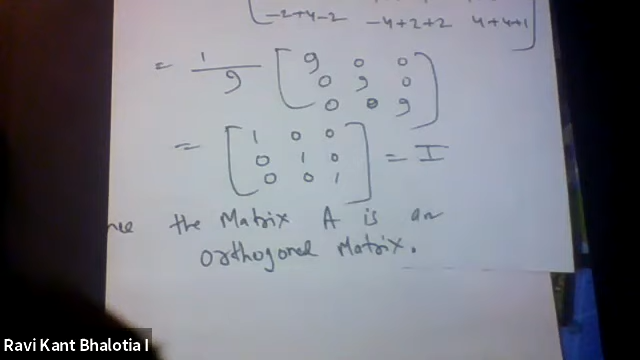 -2+4-2 -4+2+2 4+4+1
= 1/9 [ 9 0 0
0 9 0
0 0 9 ]
= [ 1 0 0
0 1 0
0 0 1 ] = I
the Matrix A is an
orthogonal Matrix.
Ravi Kant Bhalotia I